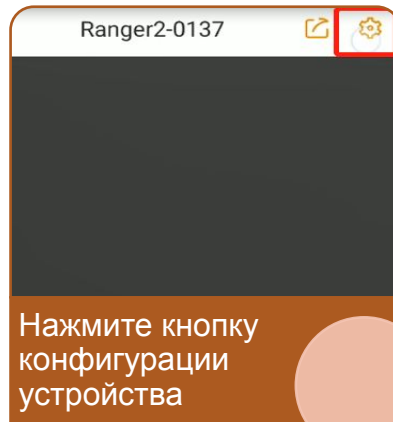 Ranger2-0137
Нажмите кнопку
конфигурации
устройства